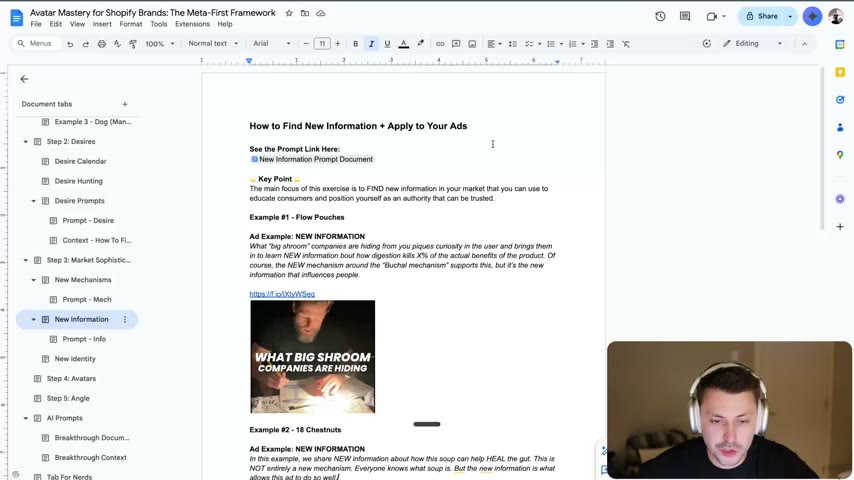 Avatar Mastery for Shopify Brands: The Meta-First Framework
File Edit View Insert Format Tools Extensions Help
Share
Menus 100% Normal text Arial 11 B I U A Editing
1 1 2 3 4 5 6 7
Document tabs
Example 3 - Dog (Man...
Step 2: Desires
Desire Calendar
Desire Hunting
Desire Prompts
Prompt - Desire
Context - How To Fi...
Step 3: Market Sophistic...
New Mechanisms
Prompt - Mech
New Information
Prompt - Info
New Identity
Step 4: Avatars
Step 5: Angle
AI Prompts
Breakthrough Docum...
Breakthrough Context
Tab For Nerds
How to Find New Information + Apply to Your Ads
See the Prompt Link Here:
New Information Prompt Document
Key Point
The main focus of this exercise is to FIND new information in your market that you can use to
educate consumers and position yourself as an authority that can be trusted.
Example #1 - Flow Pouches
Ad Example: NEW INFORMATION
What "big shroom" companies are hiding from you piques curiosity in the user and brings them
in to learn NEW information bout how digestion kills X% of the actual benefits of the product. Of
course, the NEW mechanism around the "Buchal mechanism" supports this, but it's the new
information that influences people.
WHAT BIG SHROOM
COMPANIES ARE HIDING
Example #2 - 18 Chestnuts
Ad Example: NEW INFORMATION
In this example, we share NEW information about how this soup can help HEAL the gut. This is
NOT entirely a new mechanism. Everyone knows what soup is. But the new information is what
allows this ad to do so well.